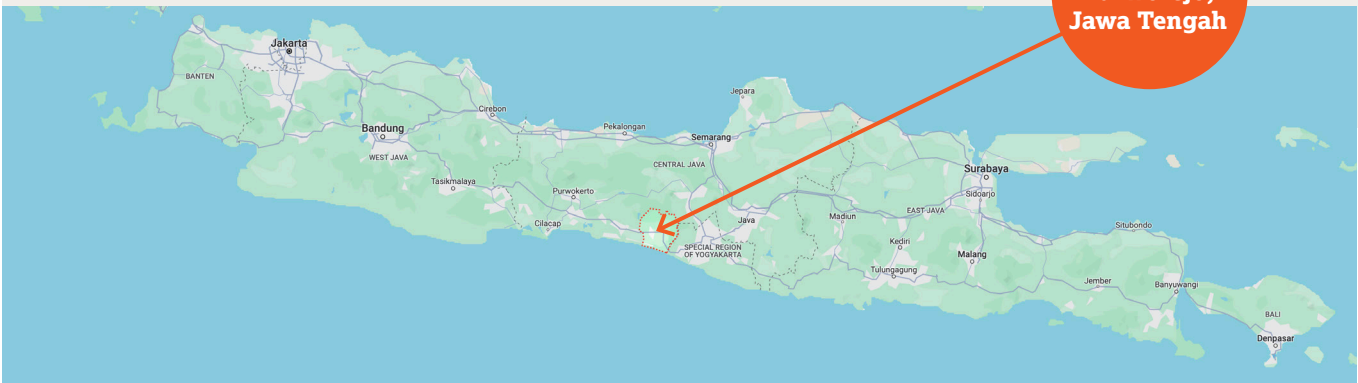 Jawa Tengah
Jakarta
BANTEN
Jepara
Cirebon
Pekalongan
Bandung
Semarang
WEST JAVA
CENTRAL JAVA
Surabaya
Tasikmalaya
Purwokerto
Sidoarjo
EAST JAVA
Cilacap
Java
Madiun
Situbondo
SPECIAL REGION
OF YOGYAKARTA
Kediri
Malang
Tulungagung
Jember
Banyuwangi
BALI
Denpasar